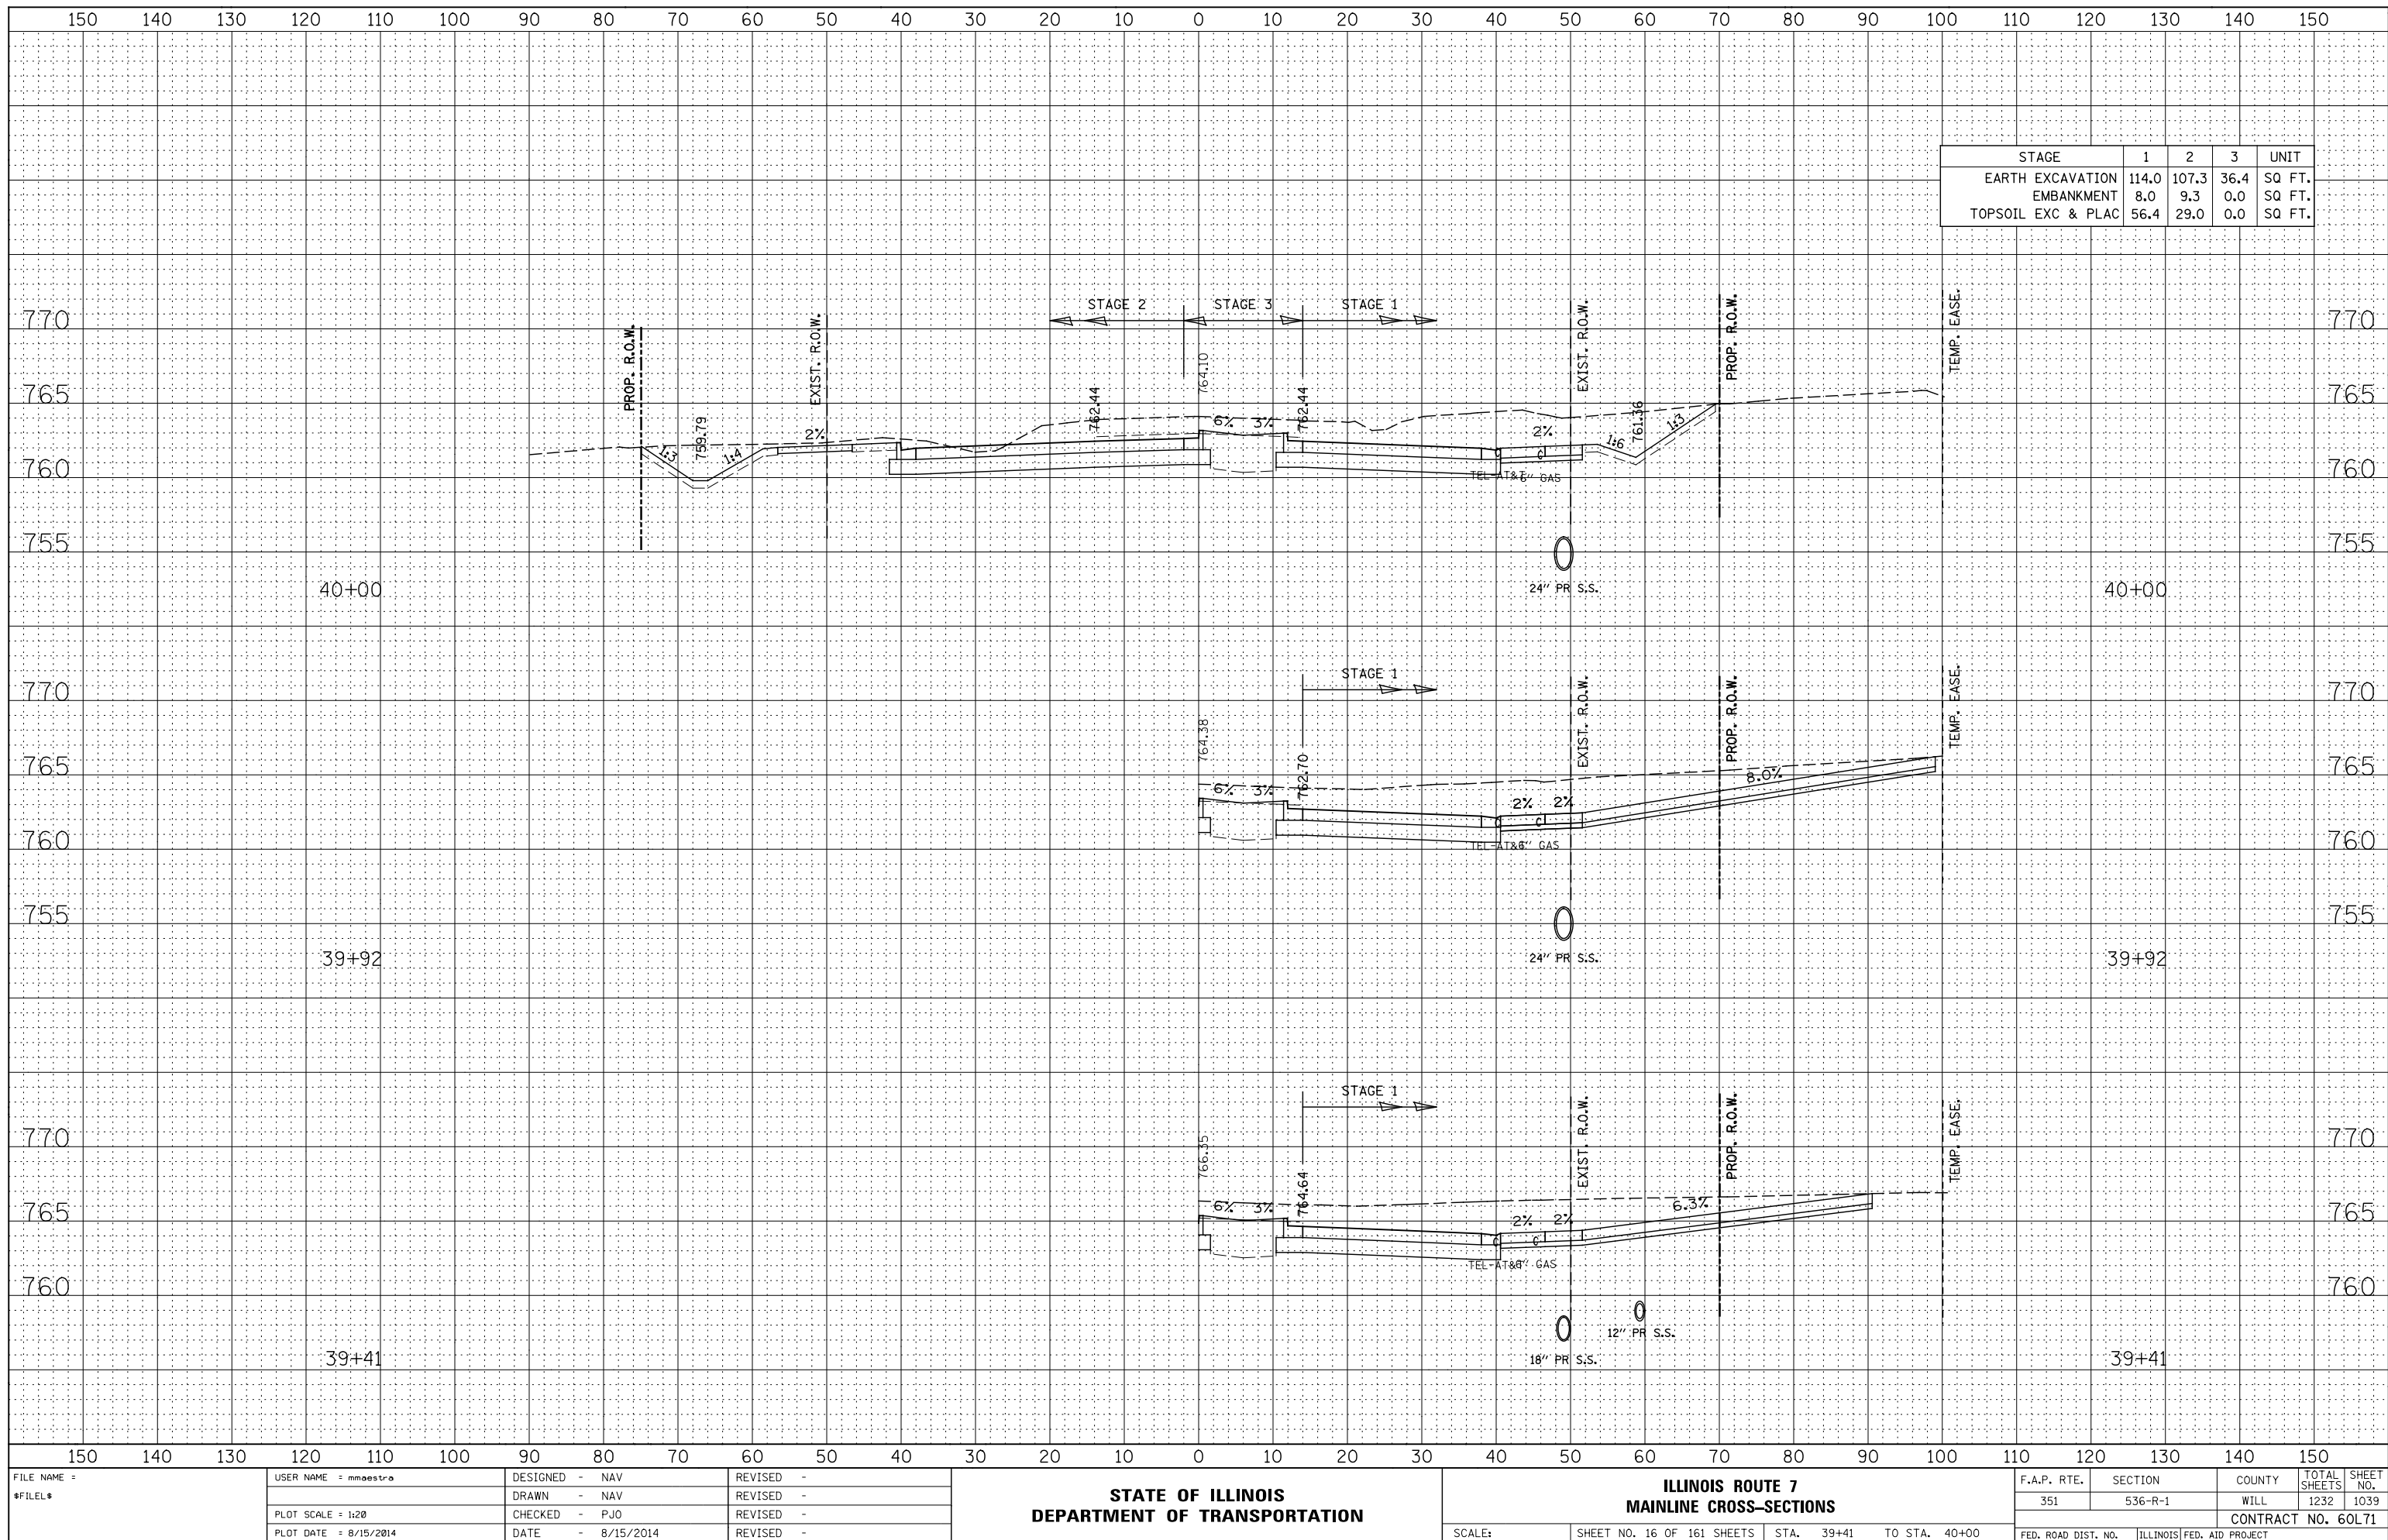 150 140 130 120 110 100 90 80 70 60 50 40 30 20 10 0 10 20 30 40 50 60 70 80 90 100 110 120 130 140 150
STAGE 1 2 3 UNIT
EARTH EXCAVATION 114.0 107.3 36.4 SQ FT.
EMBANKMENT 8.0 9.3 0.0 SQ FT.
TOPSOIL EXC & PLAC 56.4 29.0 0.0 SQ FT.
STAGE 2 STAGE 3 STAGE 1
770 770
PROP. R.O.W. EXIST. R.O.W. EXIST. R.O.W. PROP. R.O.W. TEMP. EASE.
764.10
765 765
759.79 762.44 762.44 761.36
1:3 1:4 2% 6% 3% 2% 1:6 1:3
760 760
TEL-AT&T 6" GAS
C C
755 755
24" PR S.S.
40+00 40+00
STAGE 1
770 770
EXIST. R.O.W. PROP. R.O.W. TEMP. EASE.
764.38
762.70
765 765
6% 3% 2% 2% 8.0%
C C
760 760
TEL-AT&T 6" GAS
755 755
24" PR S.S.
39+92 39+92
STAGE 1
770 770
EXIST. R.O.W. PROP. R.O.W. TEMP. EASE.
766.35
764.64
765 765
6% 3% 2% 2% 6.3%
C C
TEL-AT&T 6" GAS
760 760
12" PR S.S.
18" PR S.S.
39+41 39+41
150 140 130 120 110 100 90 80 70 60 50 40 30 20 10 0 10 20 30 40 50 60 70 80 90 100 110 120 130 140 150
FILE NAME =
$FILEL$
USER NAME = mmaestra
PLOT SCALE = 1:20
PLOT DATE = 8/15/2014
DESIGNED - NAV
DRAWN - NAV
CHECKED - PJO
DATE - 8/15/2014
REVISED -
REVISED -
REVISED -
REVISED -
STATE OF ILLINOIS
DEPARTMENT OF TRANSPORTATION
ILLINOIS ROUTE 7
MAINLINE CROSS-SECTIONS
SCALE: SHEET NO. 16 OF 161 SHEETS STA. 39+41 TO STA. 40+00
F.A.P. RTE. SECTION COUNTY TOTAL SHEETS SHEET NO.
351 536-R-1 WILL 1232 1039
CONTRACT NO. 60L71
FED. ROAD DIST. NO. ILLINOIS FED. AID PROJECT